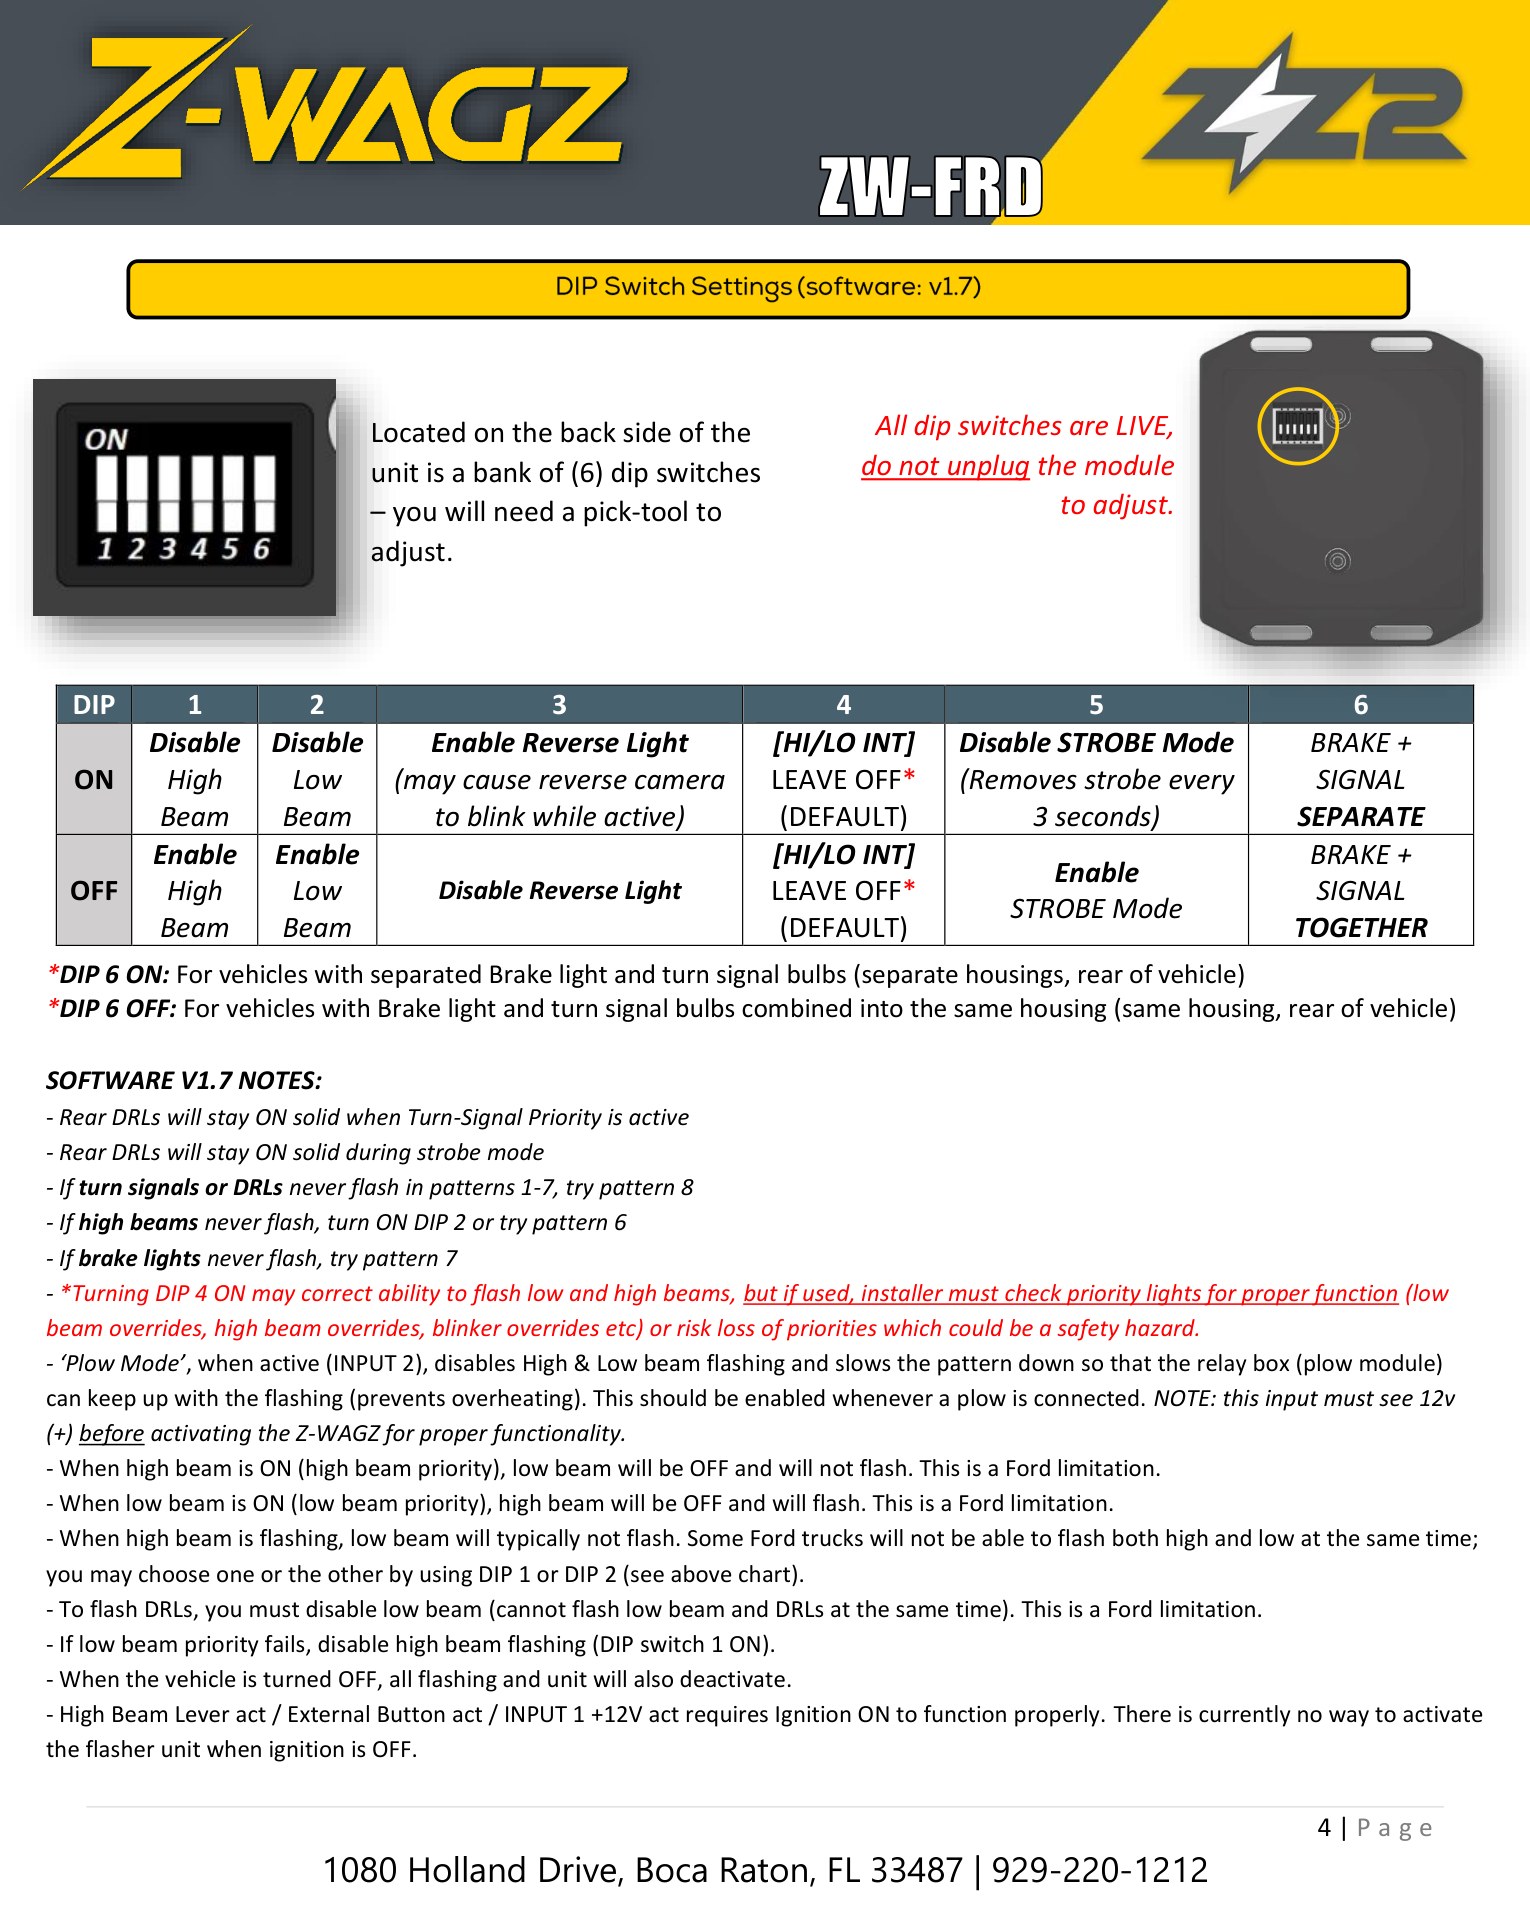 Z-WAGZ
ZZ2
ZW-FRD
DIP Switch Settings (software: v1.7)
ON
1 2 3 4 5 6
Located on the back side of the
unit is a bank of (6) dip switches
– you will need a pick-tool to
adjust.
All dip switches are LIVE,
do not unplug the module
to adjust.
DIP 1 2 3 4 5 6
ON
Disable
High
Beam
Disable
Low
Beam
Enable Reverse Light
(may cause reverse camera
to blink while active)
[HI/LO INT]
LEAVE OFF*
(DEFAULT)
Disable STROBE Mode
(Removes strobe every
3 seconds)
BRAKE +
SIGNAL
SEPARATE
OFF
Enable
High
Beam
Enable
Low
Beam
Disable Reverse Light
[HI/LO INT]
LEAVE OFF*
(DEFAULT)
Enable
STROBE Mode
BRAKE +
SIGNAL
TOGETHER
*DIP 6 ON: For vehicles with separated Brake light and turn signal bulbs (separate housings, rear of vehicle)
*DIP 6 OFF: For vehicles with Brake light and turn signal bulbs combined into the same housing (same housing, rear of vehicle)
SOFTWARE V1.7 NOTES:
- Rear DRLs will stay ON solid when Turn-Signal Priority is active
- Rear DRLs will stay ON solid during strobe mode
- If turn signals or DRLs never flash in patterns 1-7, try pattern 8
- If high beams never flash, turn ON DIP 2 or try pattern 6
- If brake lights never flash, try pattern 7
- *Turning DIP 4 ON may correct ability to flash low and high beams, but if used, installer must check priority lights for proper function (low
beam overrides, high beam overrides, blinker overrides etc) or risk loss of priorities which could be a safety hazard.
- ‘Plow Mode’, when active (INPUT 2), disables High & Low beam flashing and slows the pattern down so that the relay box (plow module)
can keep up with the flashing (prevents overheating). This should be enabled whenever a plow is connected. NOTE: this input must see 12v
(+) before activating the Z-WAGZ for proper functionality.
- When high beam is ON (high beam priority), low beam will be OFF and will not flash. This is a Ford limitation.
- When low beam is ON (low beam priority), high beam will be OFF and will flash. This is a Ford limitation.
- When high beam is flashing, low beam will typically not flash. Some Ford trucks will not be able to flash both high and low at the same time;
you may choose one or the other by using DIP 1 or DIP 2 (see above chart).
- To flash DRLs, you must disable low beam (cannot flash low beam and DRLs at the same time). This is a Ford limitation.
- If low beam priority fails, disable high beam flashing (DIP switch 1 ON).
- When the vehicle is turned OFF, all flashing and unit will also deactivate.
- High Beam Lever act / External Button act / INPUT 1 +12V act requires Ignition ON to function properly. There is currently no way to activate
the flasher unit when ignition is OFF.
4 | Page
1080 Holland Drive, Boca Raton, FL 33487 | 929-220-1212